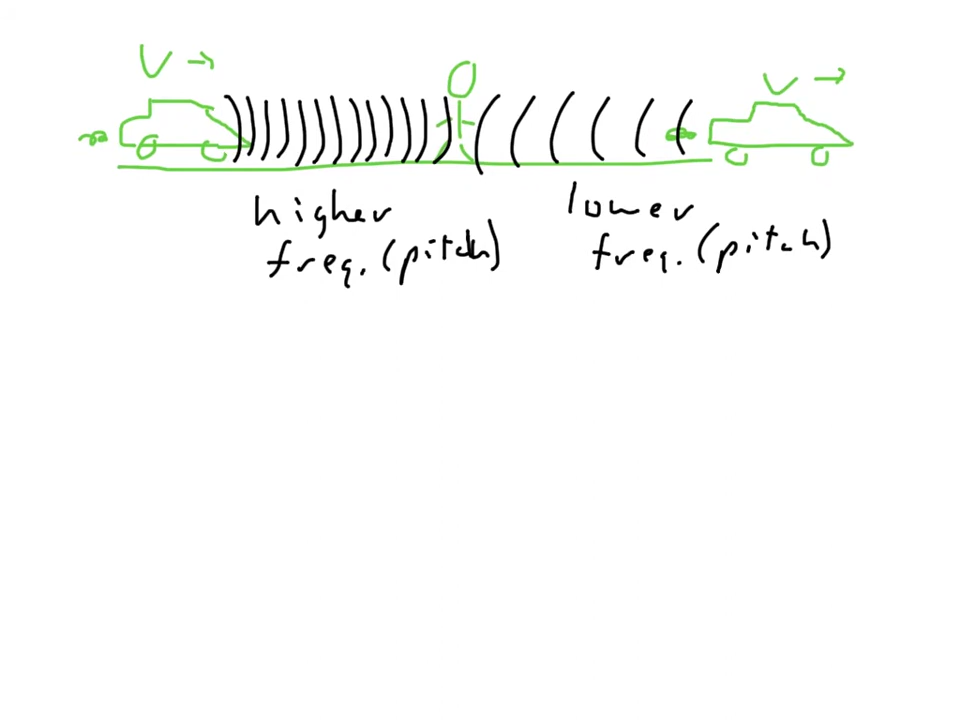 V → V →
higher lower
freq. (pitch) freq. (pitch)